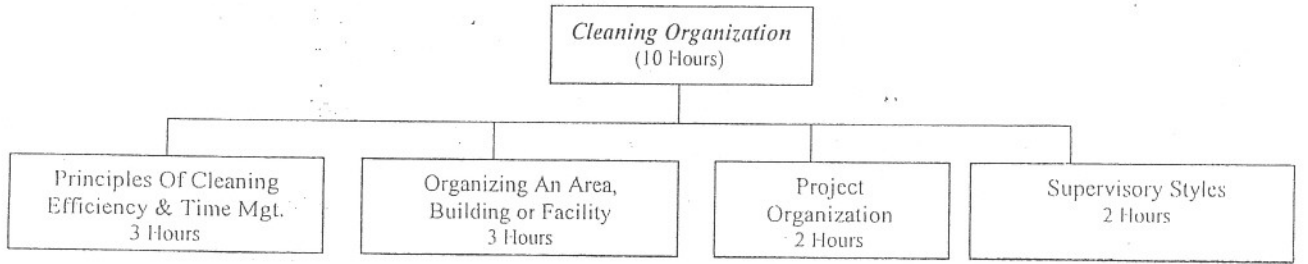 Cleaning Organization
(10 Hours)
Principles Of Cleaning
Efficiency & Time Mgt.
3 Hours
Organizing An Area,
Building or Facility
3 Hours
Project
Organization
2 Hours
Supervisory Styles
2 Hours